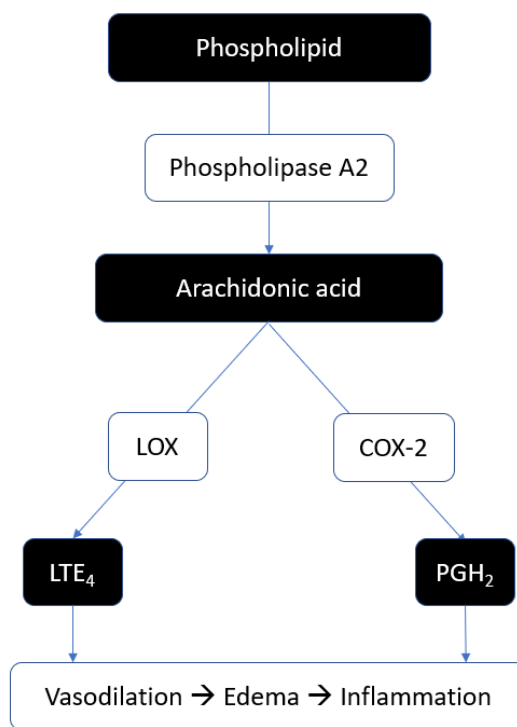 Phospholipid
Phospholipase A2
Arachidonic acid
LOX
COX-2
LTE₄
PGH₂
Vasodilation → Edema → Inflammation